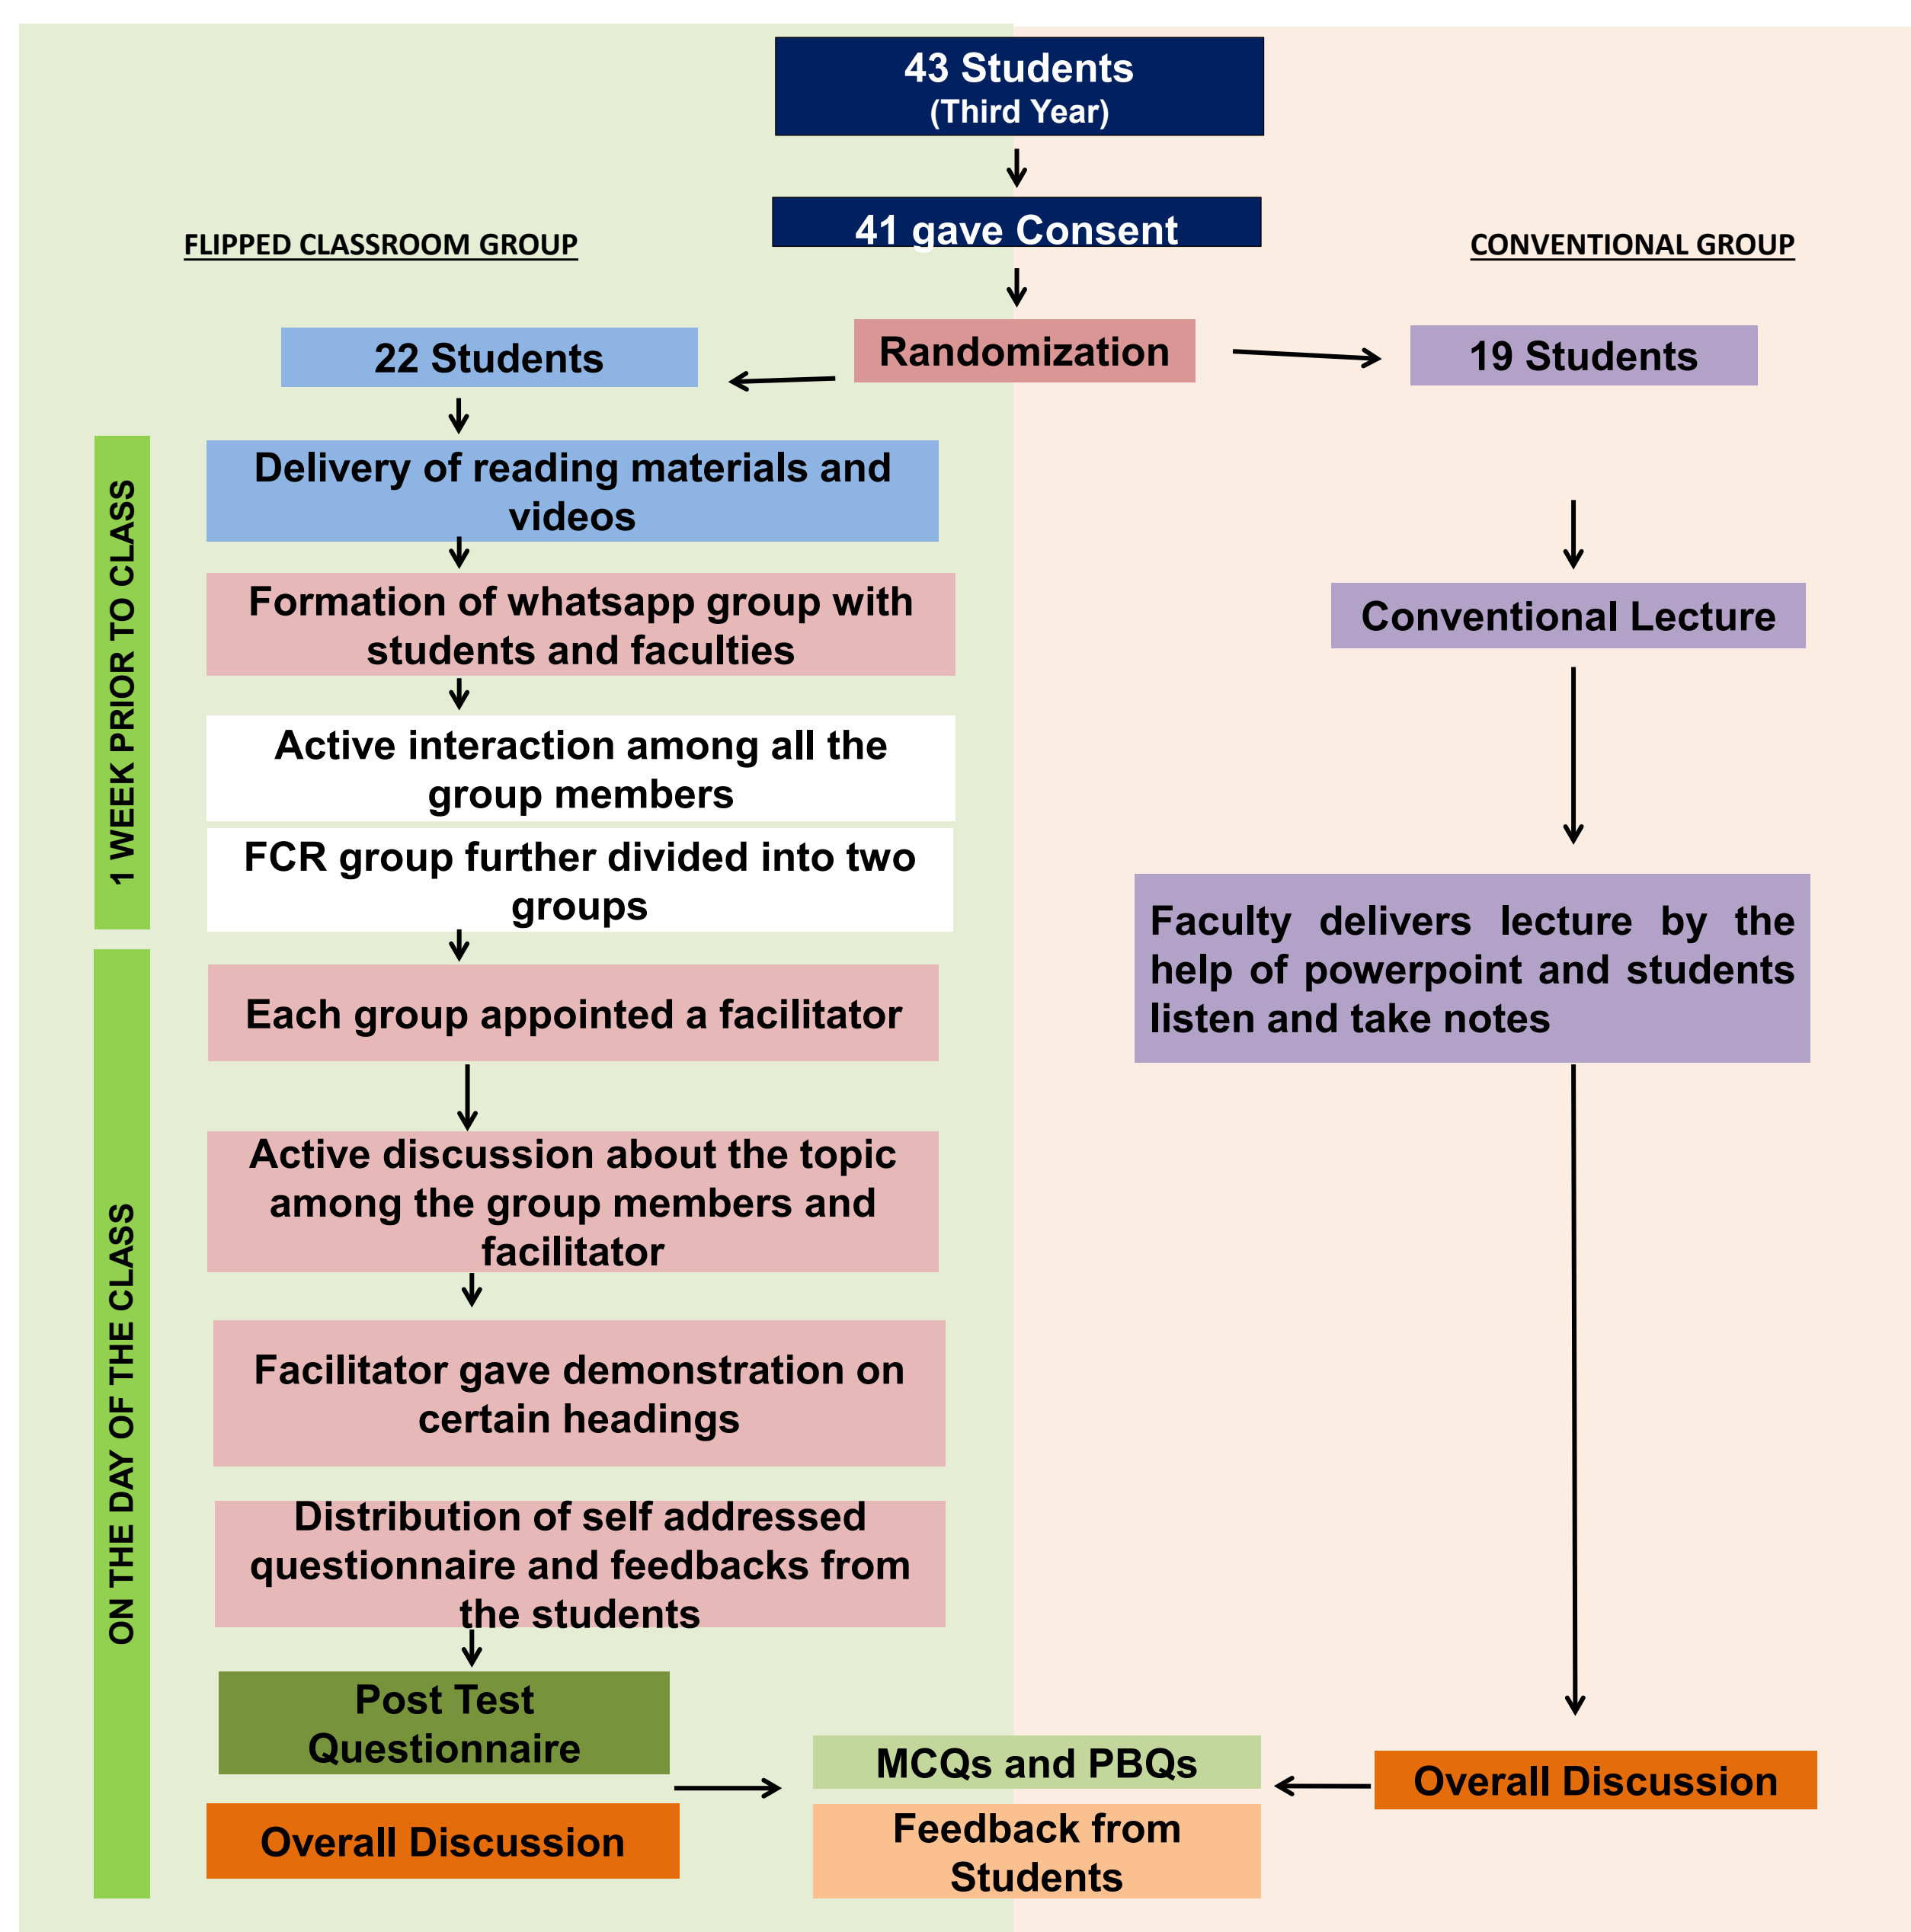 43 Students
(Third Year)
41 gave Consent
FLIPPED CLASSROOM GROUP
CONVENTIONAL GROUP
Randomization
22 Students
19 Students
1 WEEK PRIOR TO CLASS
Delivery of reading materials and
videos
Formation of whatsapp group with
students and faculties
Active interaction among all the
group members
FCR group further divided into two
groups
Conventional Lecture
Faculty delivers lecture by the
help of powerpoint and students
listen and take notes
ON THE DAY OF THE CLASS
Each group appointed a facilitator
Active discussion about the topic
among the group members and
facilitator
Facilitator gave demonstration on
certain headings
Distribution of self addressed
questionnaire and feedbacks from
the students
Post Test
Questionnaire
Overall Discussion
MCQs and PBQs
Feedback from
Students
Overall Discussion